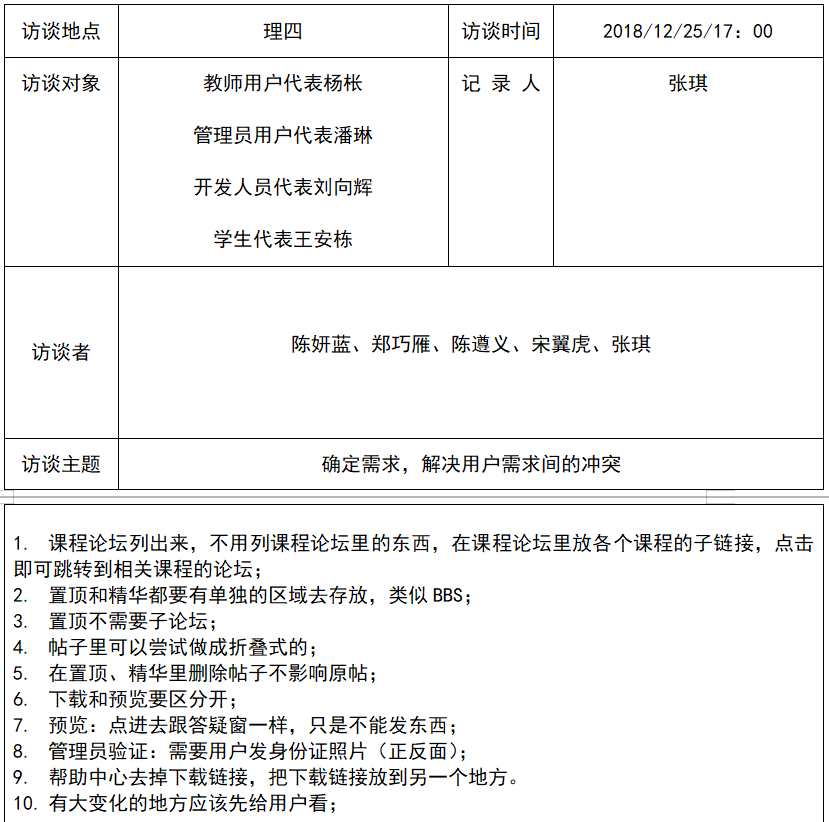 访谈地点 理四 访谈时间 2018/12/25/17: 00
访谈对象 教师用户代表杨枨 记 录 人 张琪
管理员用户代表潘琳
开发人员代表刘向辉
学生代表王安栋
访谈者 陈妍蓝、郑巧雁、陈遵义、宋翼虎、张琪
访谈主题 确定需求，解决用户需求间的冲突
1. 课程论坛列出来，不用列课程论坛里的东西，在课程论坛里放各个课程的子链接，点击
即可跳转到相关课程的论坛；
2. 置顶和精华都要有单独的区域去存放，类似 BBS；
3. 置顶不需要子论坛；
4. 帖子里可以尝试做成折叠式的；
5. 在置顶、精华里删除帖子不影响原帖；
6. 下载和预览要区分开；
7. 预览：点进去跟答疑窗一样，只是不能发东西；
8. 管理员验证：需要用户发身份证照片（正反面）；
9. 帮助中心去掉下载链接，把下载链接放到另一个地方。
10. 有大变化的地方应该先给用户看；